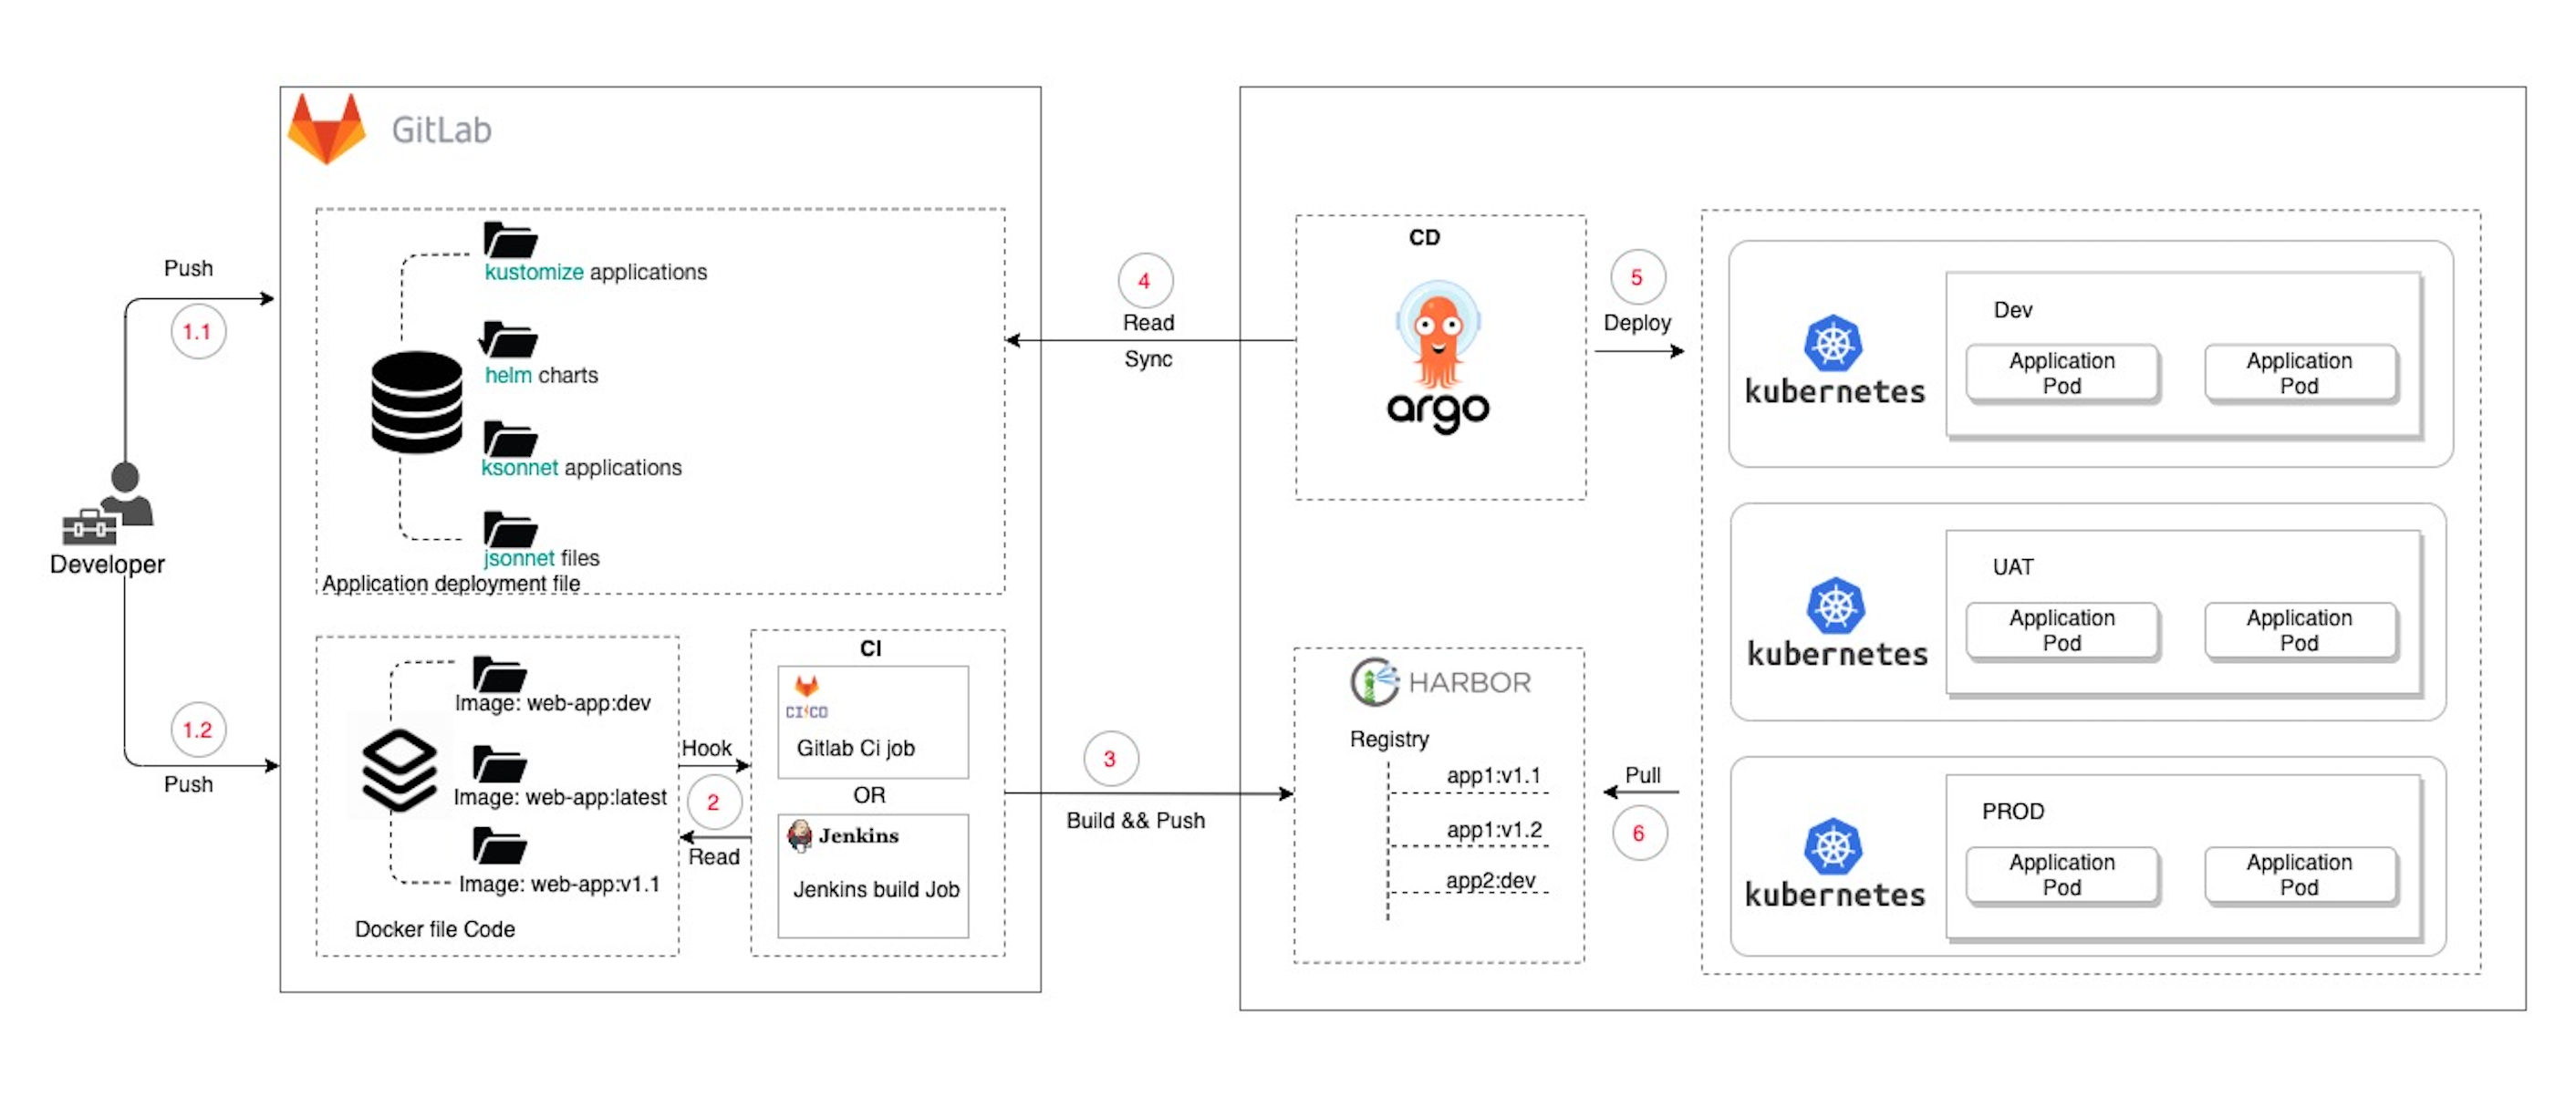 GitLab
Push
1.1
Developer
1.2
Push
kustomize applications
helm charts
ksonnet applications
jsonnet files
Application deployment file
Image: web-app:dev
Image: web-app:latest
Image: web-app:v1.1
Docker file Code
Hook
2
Read
CI
CI CD
Gitlab Ci job
OR
Jenkins
Jenkins build Job
3
Build && Push
4
Read
Sync
CD
argo
5
Deploy
HARBOR
Registry
app1:v1.1
app1:v1.2
app2:dev
Pull
6
kubernetes
Dev
Application
Pod
Application
Pod
kubernetes
UAT
Application
Pod
Application
Pod
kubernetes
PROD
Application
Pod
Application
Pod